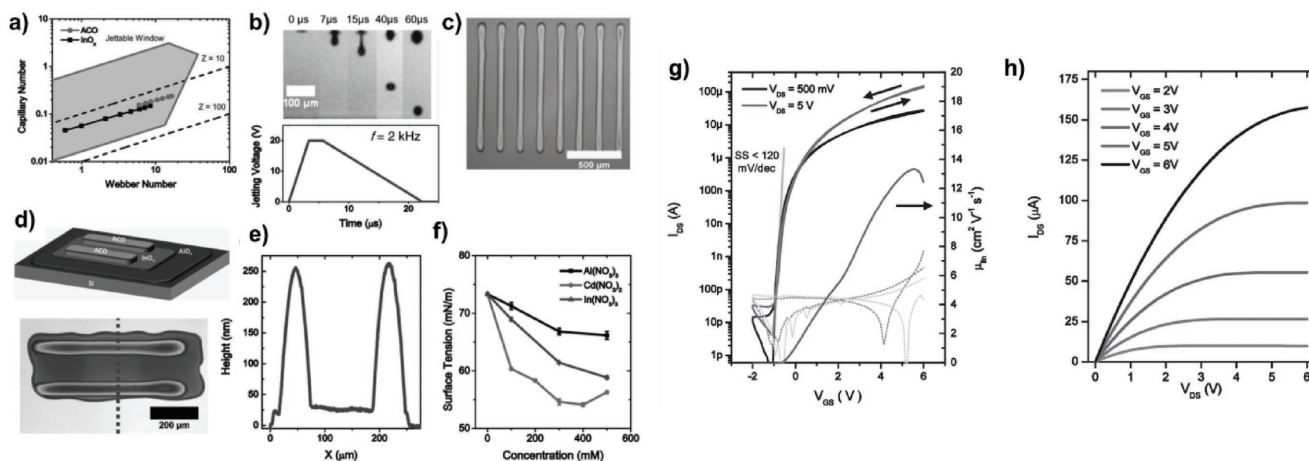 a)
ACO
InOx
Jettable Window
Z = 10
Z = 100
Capillary Number
10
1
0.1
0.01
1
10
100
Webber Number
b)
0 µs 7µs 15µs 40µs 60µs
100 µm
f = 2 kHz
Jetting Voltage (V)
20
15
10
5
0
0 10 20
Time (µs)
c)
500 µm
d)
ACO
ACO
InOx
AlOx
Si
200 µm
e)
Height (nm)
250
200
150
100
50
0
0 100 200
X (µm)
f)
Al(NO3)3
Cd(NO3)2
In(NO3)3
Surface Tension (mN/m)
80
70
60
50
0 200 400 600
Concentration (mM)
g)
VDS = 500 mV
VDS = 5 V
SS < 120
mV/dec
IDS (A)
100µ
10µ
1µ
100n
10n
1n
100p
10p
1p
-2 0 2 4 6
VGS (V)
20
18
16
14
12
10
8
6
4
2
0
µlin (cm2 V-1 s-1)
h)
VGS = 2V
VGS = 3V
VGS = 4V
VGS = 5V
VGS = 6V
IDS (µA)
175
150
125
100
75
50
25
0
0 1 2 3 4 5 6
VDS (V)